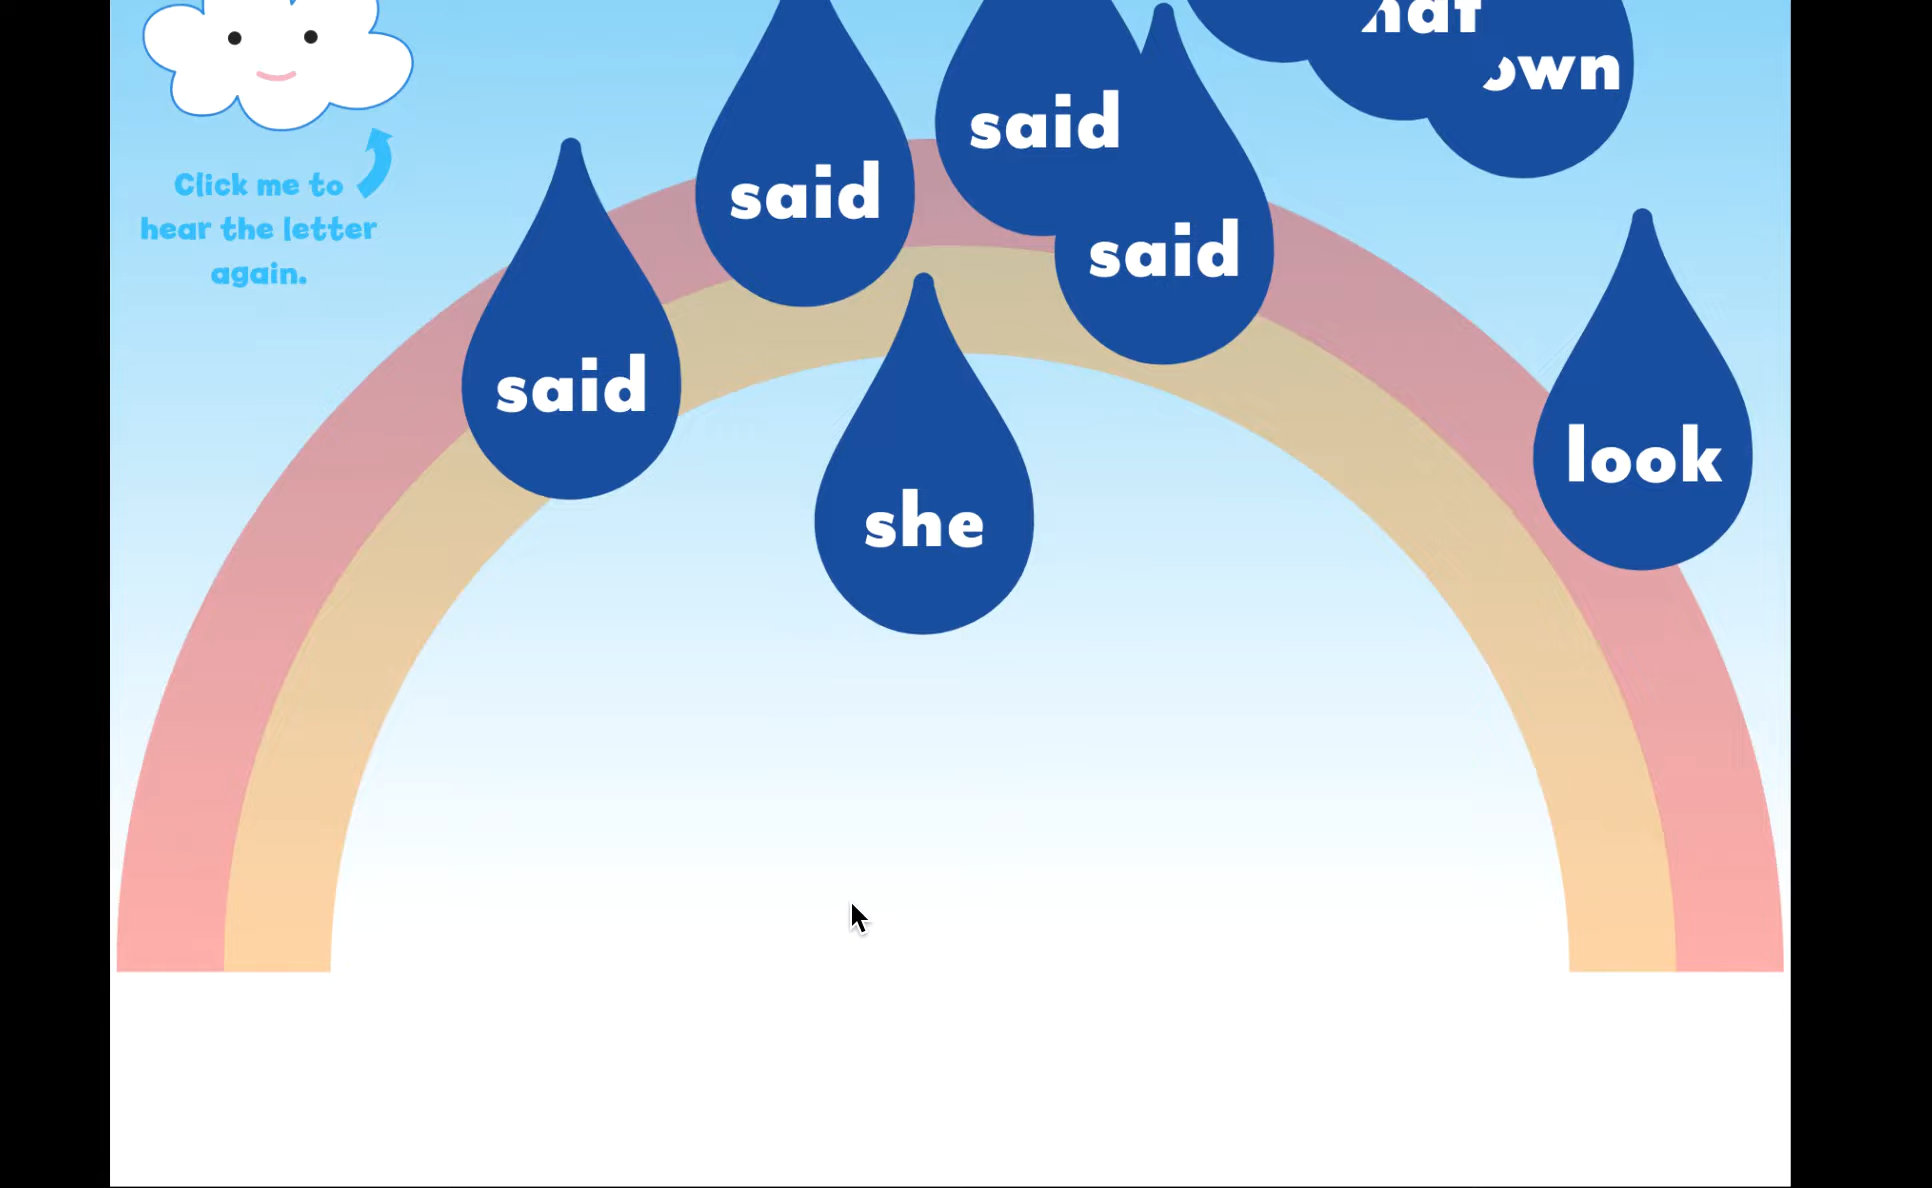 Click me to
hear the letter
again.
said
said
said
said
she
look